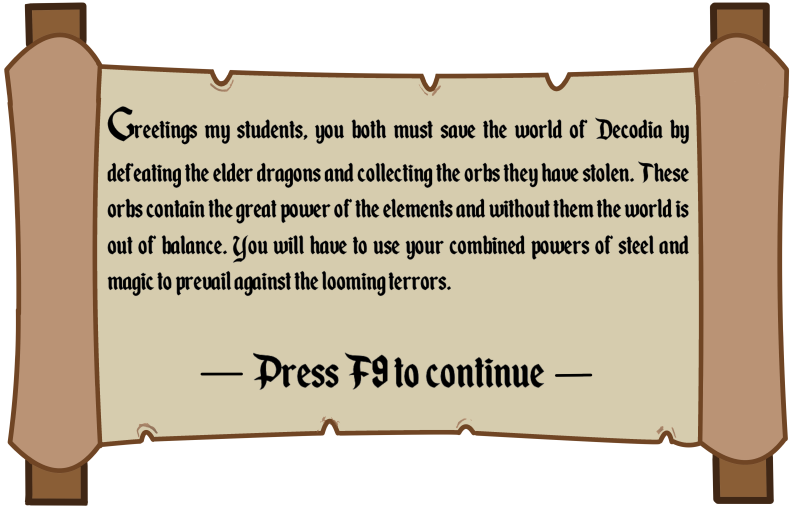 Greetings my students, you both must save the world of Decodia by
defeating the elder dragons and collecting the orbs they have stolen. These
orbs contain the great power of the elements and without them the world is
out of balance. You will have to use your combined powers of steel and
magic to prevail against the looming terrors.
— Press F9 to continue —